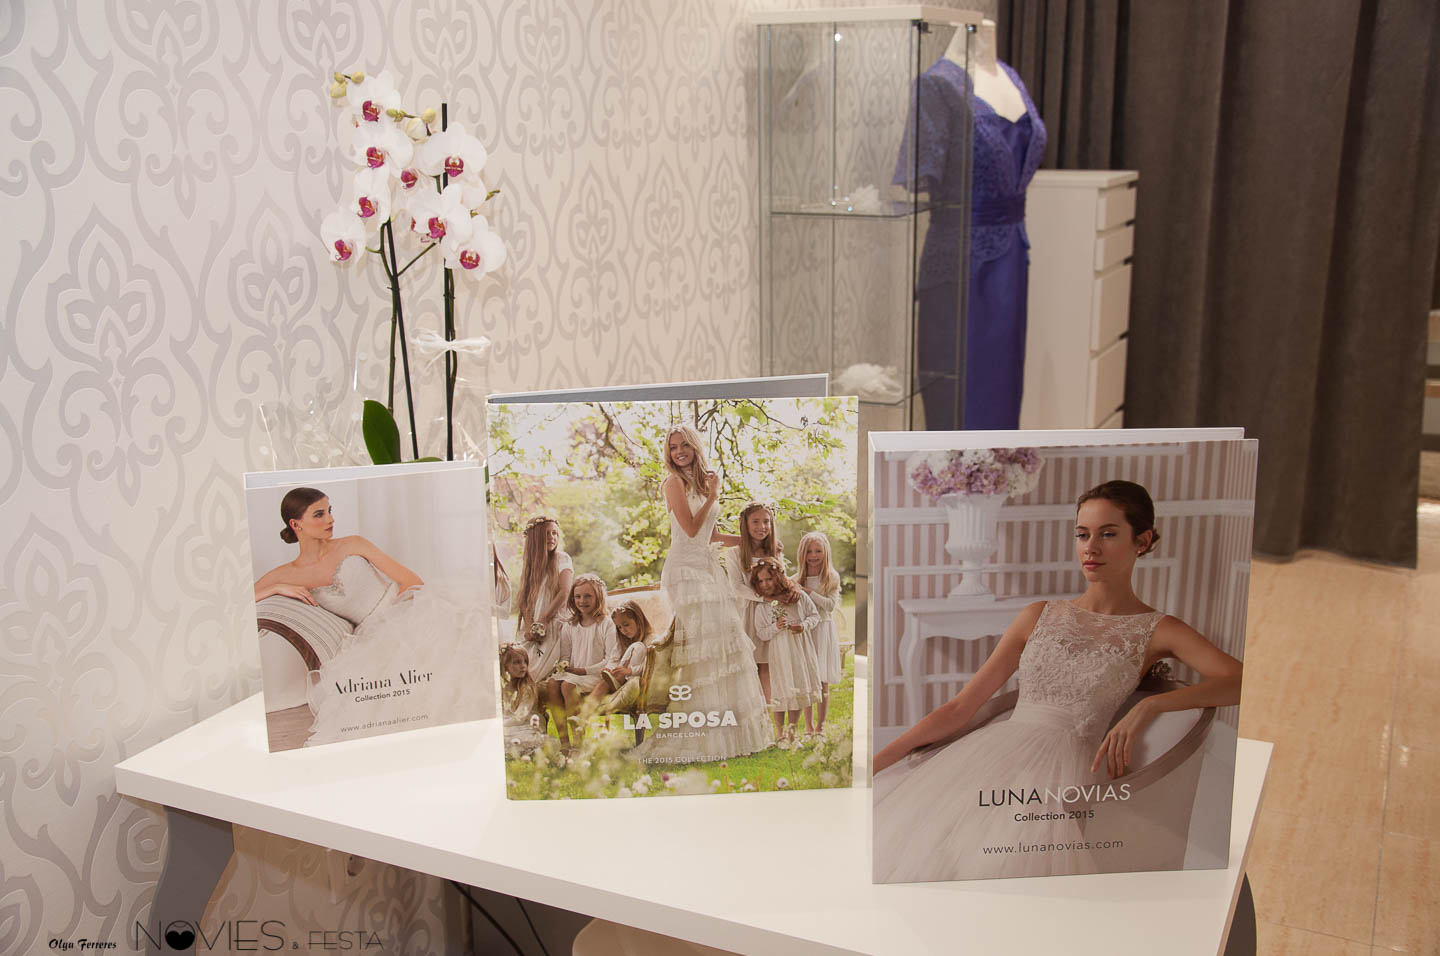 Adriana Alier
Collection 2015
www.adrianaalier.com
LA SPOSA
BARCELONA
THE 2015 COLLECTION
LUNANOVIAS
Collection 2015
www.lunanovias.com
Olya Ferreres
NOVIES & FESTA